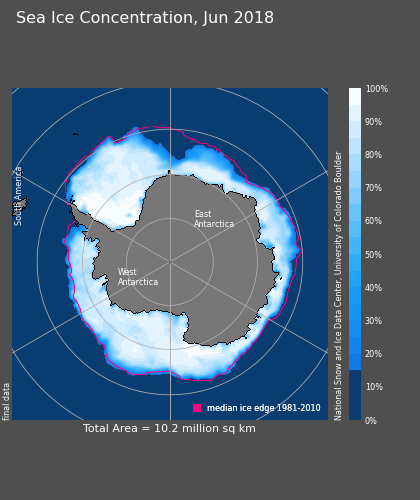 Sea Ice Concentration, Jun 2018
South America
East
Antarctica
West
Antarctica
final data
median ice edge 1981-2010
Total Area = 10.2 million sq km
National Snow and Ice Data Center, University of Colorado Boulder
100%
90%
80%
70%
60%
50%
40%
30%
20%
10%
0%